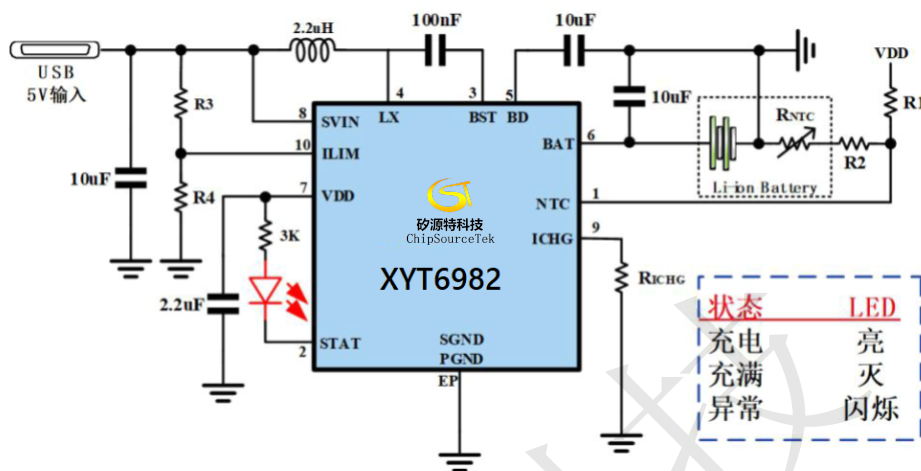 2.2uH
100nF
10uF
VDD
USB
5V输入
R3
4
3
5
10uF
RNTC
R1
8
SVIN
LX
BST
BD
6
BAT
10
ILIM
R2
10uF
R4
7
VDD
Li-ion Battery
矽源特科技
ChipSourceTek
NTC
1
3K
ICHG
9
XYT6982
RICHG
2.2uF
状态 LED
充电 亮
充满 灭
异常 闪烁
2
STAT
SGND
PGND
EP